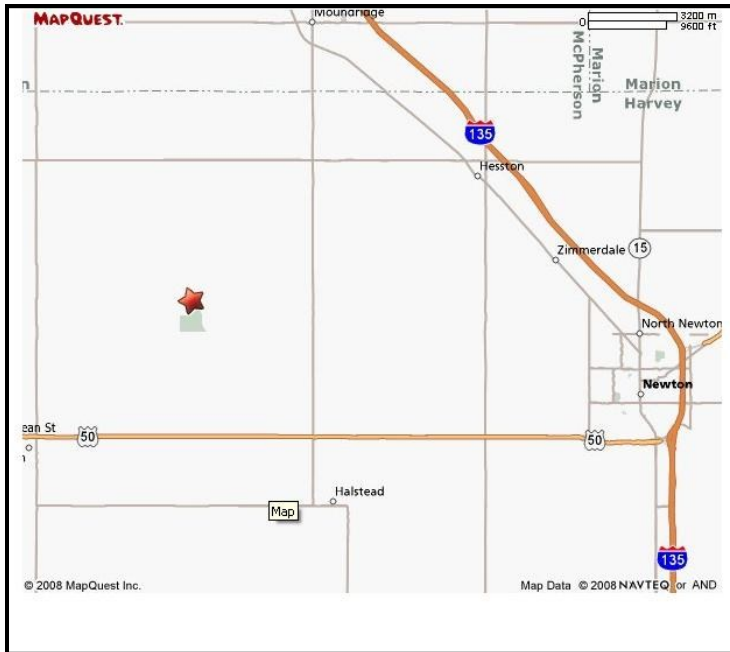 MAPQUEST.
Moundridge
0
3200 m
9600 ft
McPherson
Marion
Marion
Harvey
135
Hesston
Zimmerdale
15
North Newton
Newton
ean St
50
50
Halstead
Map
135
© 2008 MapQuest Inc.
Map Data © 2008 NAVTEQ or AND